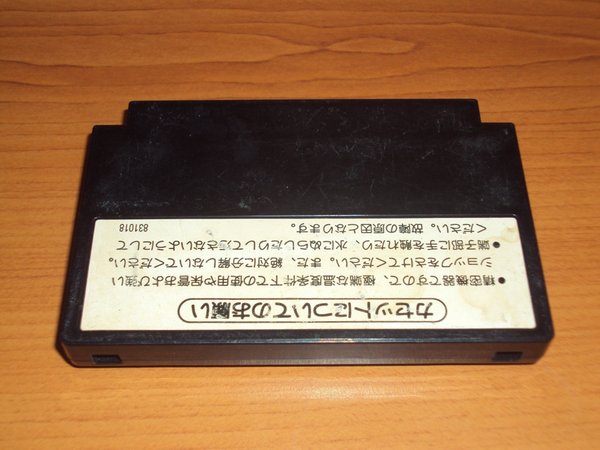 カセットについてのお願い
●精密機器ですので、極端な温度条件下での使用や保管および強い
ショックをさけてください。また、絶対に分解しないでください。
●端子部に手を触れたり、水にぬらしたりして汚さないようにして
ください。故障の原因となります。
831018